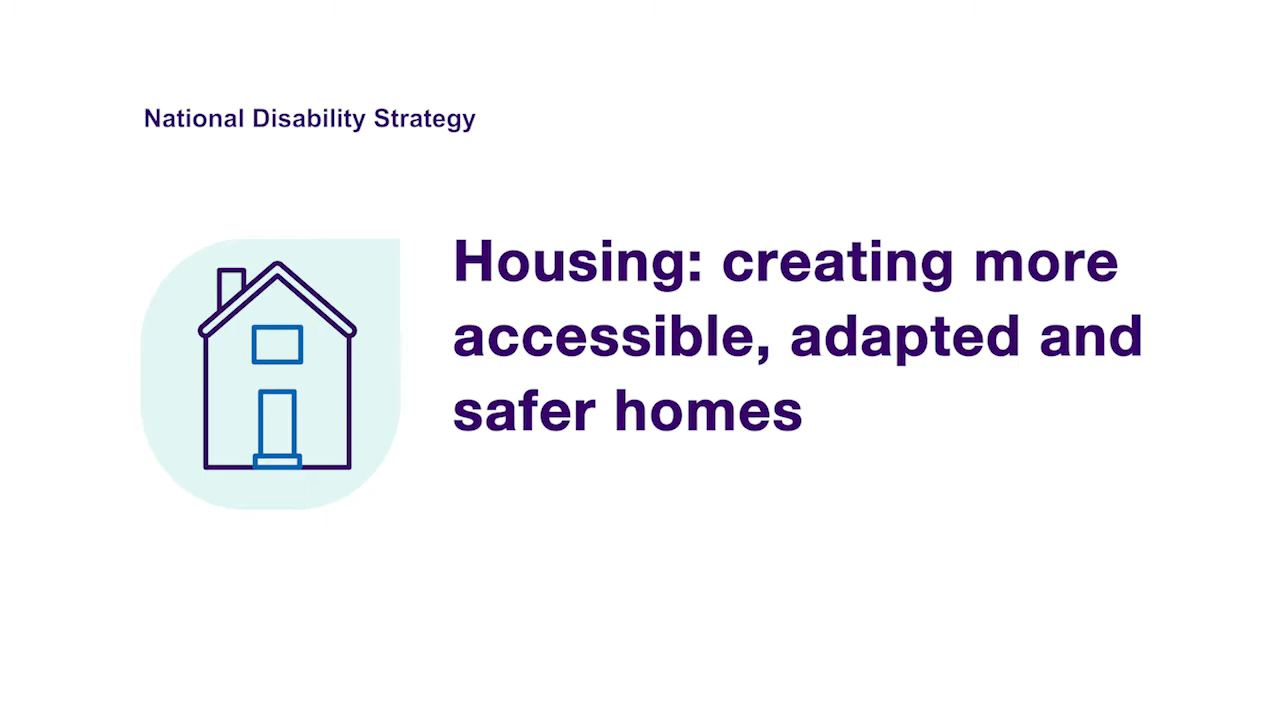 National Disability Strategy
Housing: creating more
accessible, adapted and
safer homes